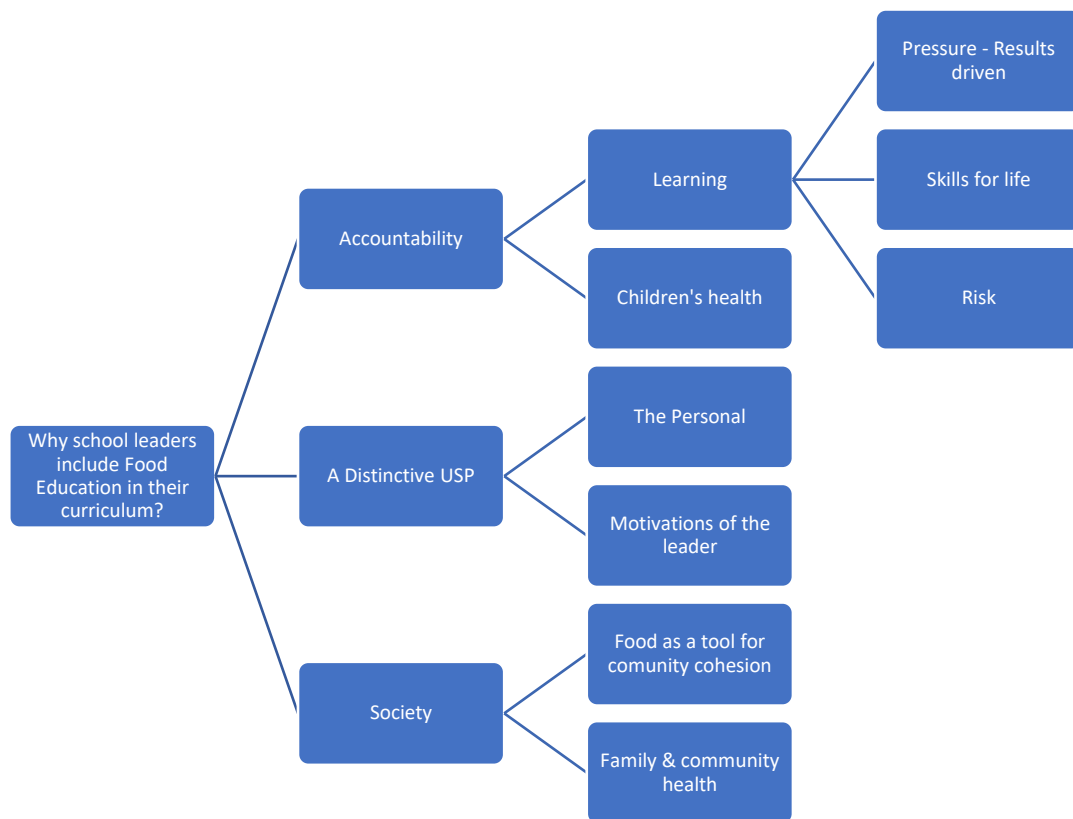 Why school leaders
include Food
Education in their
curriculum?
Accountability
Learning
Pressure - Results
driven
Skills for life
Risk
Children's health
A Distinctive USP
The Personal
Motivations of the
leader
Society
Food as a tool for
comunity cohesion
Family & community
health